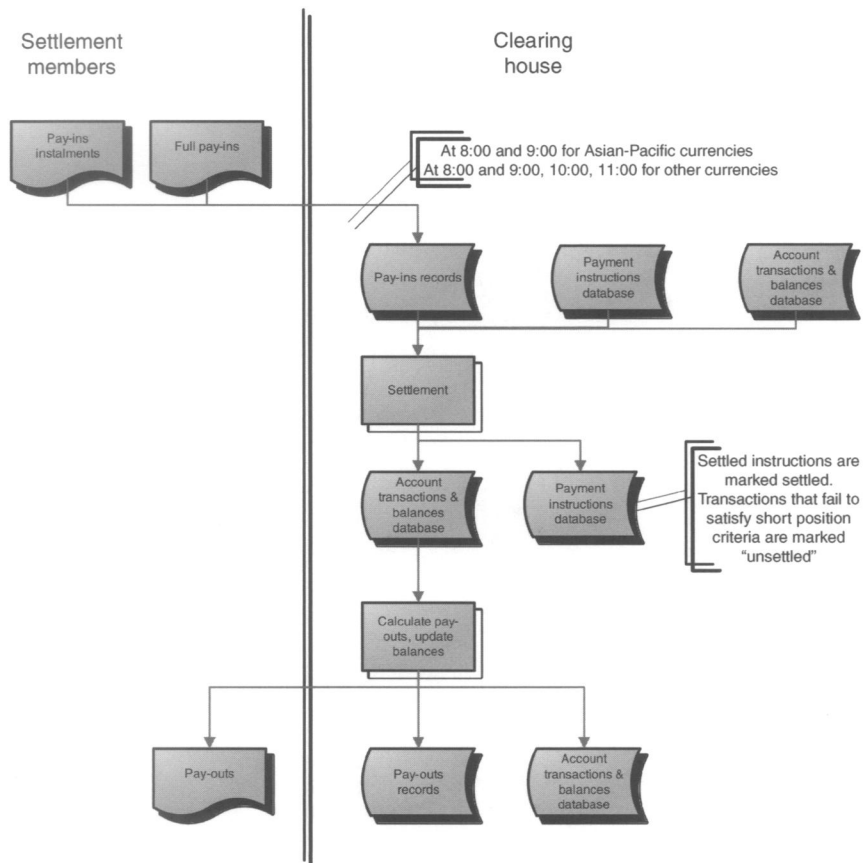 Settlement
members
Clearing
house
Pay-ins
instalments
Full pay-ins
At 8:00 and 9:00 for Asian-Pacific currencies
At 8:00 and 9:00, 10:00, 11:00 for other currencies
Pay-ins records
Payment
instructions
database
Account
transactions &
balances
database
Settlement
Account
transactions &
balances
database
Payment
instructions
database
Settled instructions are
marked settled.
Transactions that fail to
satisfy short position
criteria are marked
“unsettled”
Calculate pay-
outs, update
balances
Pay-outs
Pay-outs
records
Account
transactions &
balances
database